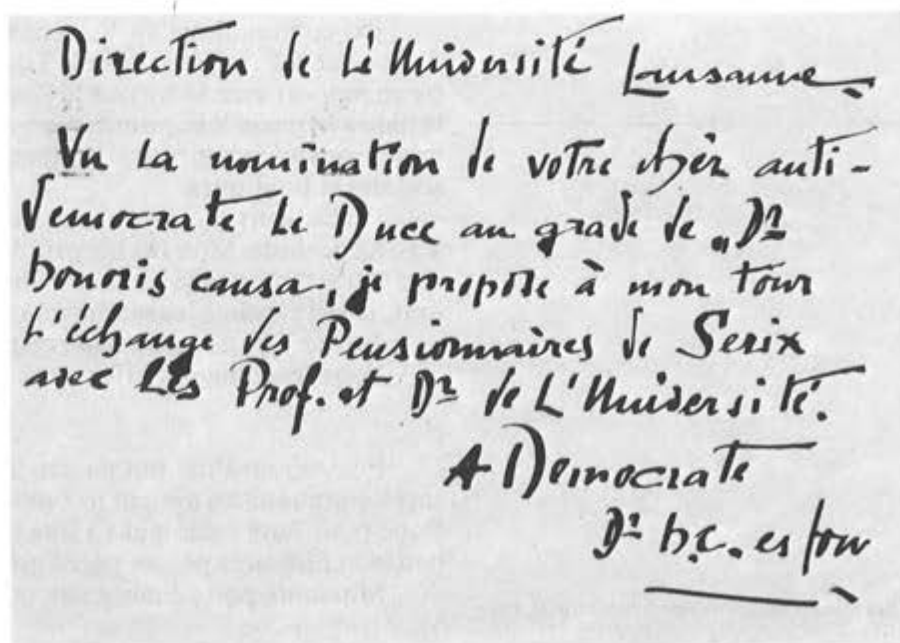 Direction de L'Université Lausanne
Vu La nomination de votre chèr anti-
democrate Le Duce au grade de „Dr
honoris causa, je propose à mon tour
L'échange des Pensionnaires de Serix
avec Les Prof. et Dr de L'Université.
A Democrate
Dr h.c. es fou